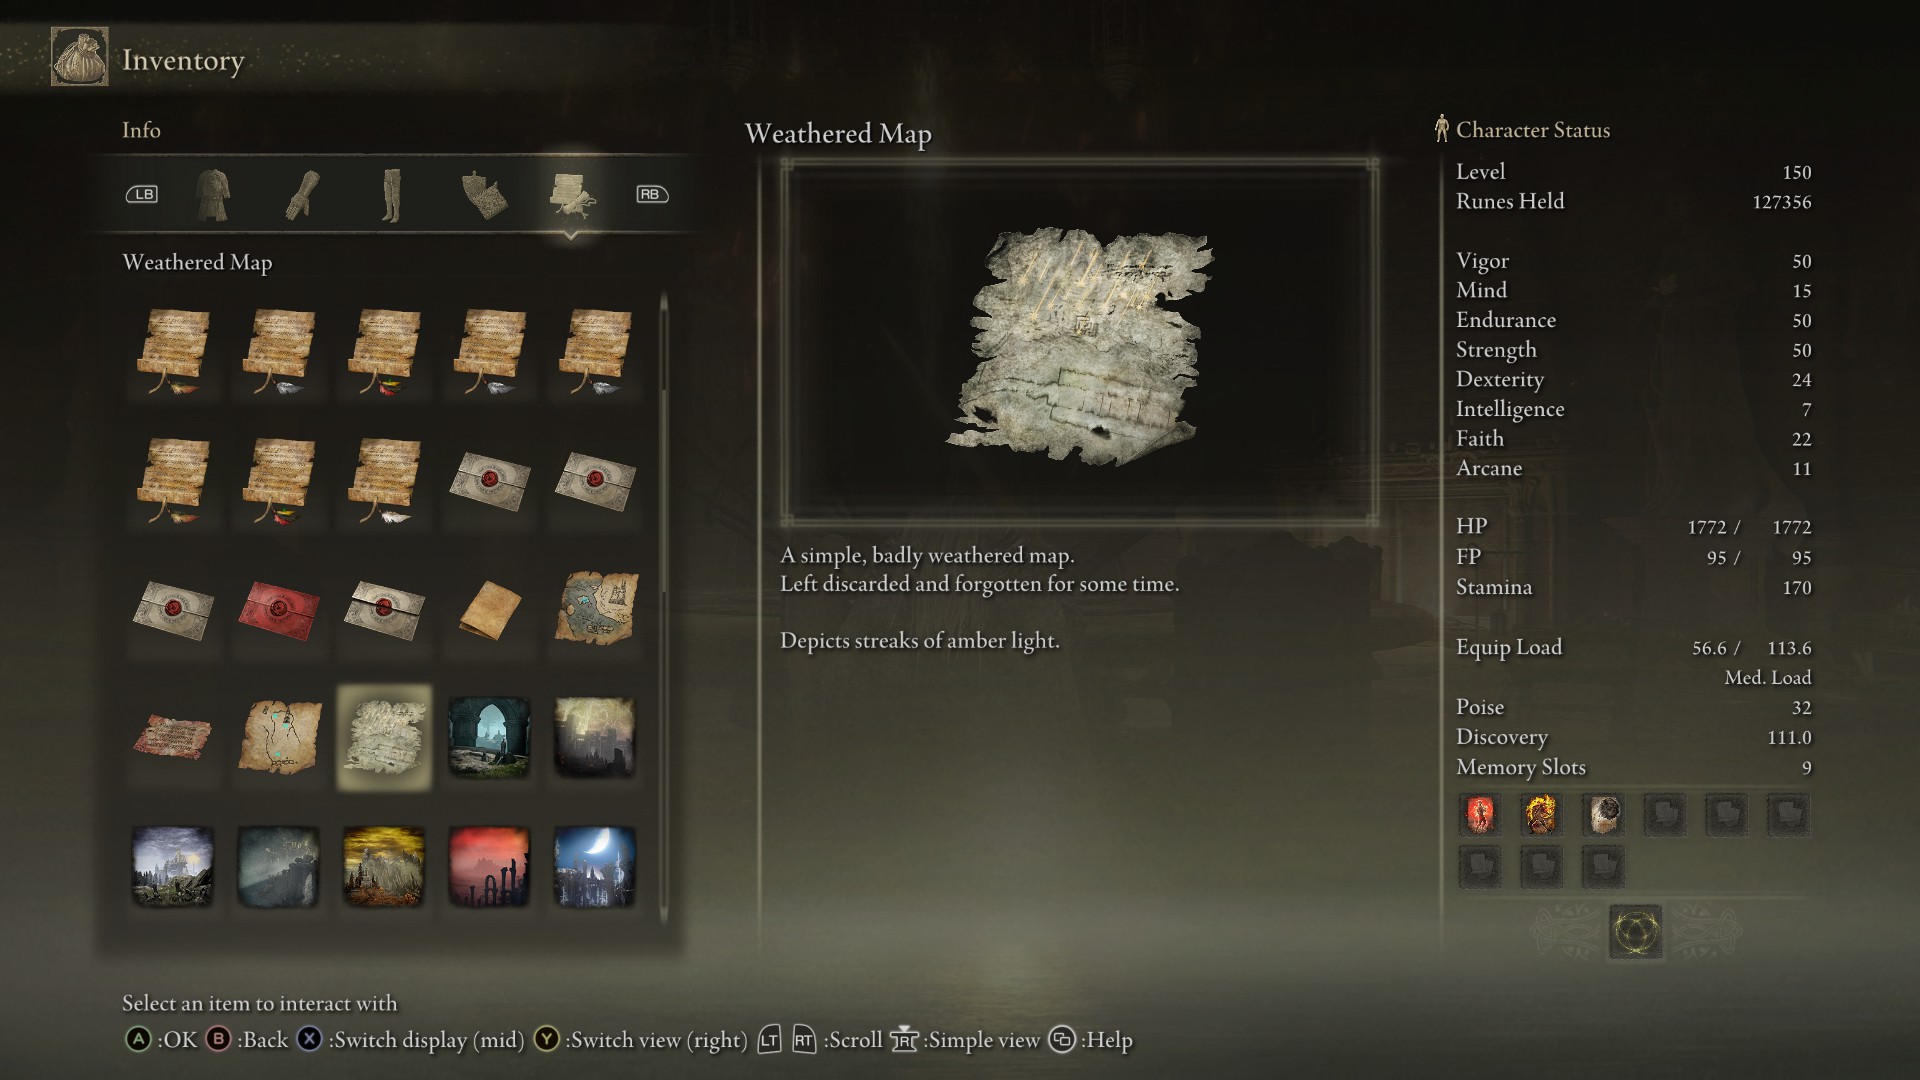 Inventory
Info
LB
RB
Weathered Map
Weathered Map
A simple, badly weathered map.
Left discarded and forgotten for some time.
Depicts streaks of amber light.
Character Status
Level 150
Runes Held 127356
Vigor 50
Mind 15
Endurance 50
Strength 50
Dexterity 24
Intelligence 7
Faith 22
Arcane 11
HP 1772 / 1772
FP 95 / 95
Stamina 170
Equip Load 56.6 / 113.6
Med. Load
Poise 32
Discovery 111.0
Memory Slots 9
Select an item to interact with
A :OK B :Back X :Switch display (mid) Y :Switch view (right) LT RT :Scroll R :Simple view :Help